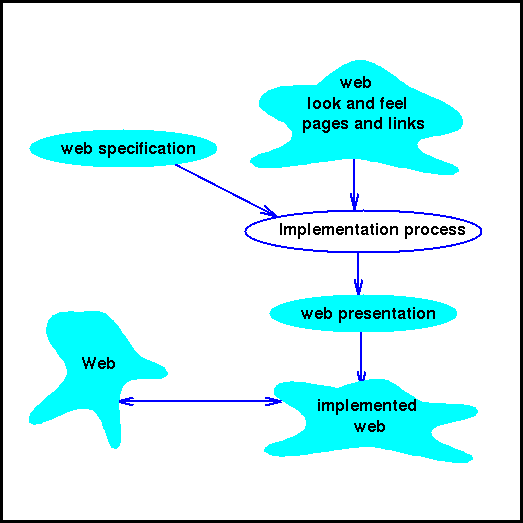 web
look and feel
pages and links
web specification
Implementation process
web presentation
Web
implemented
web